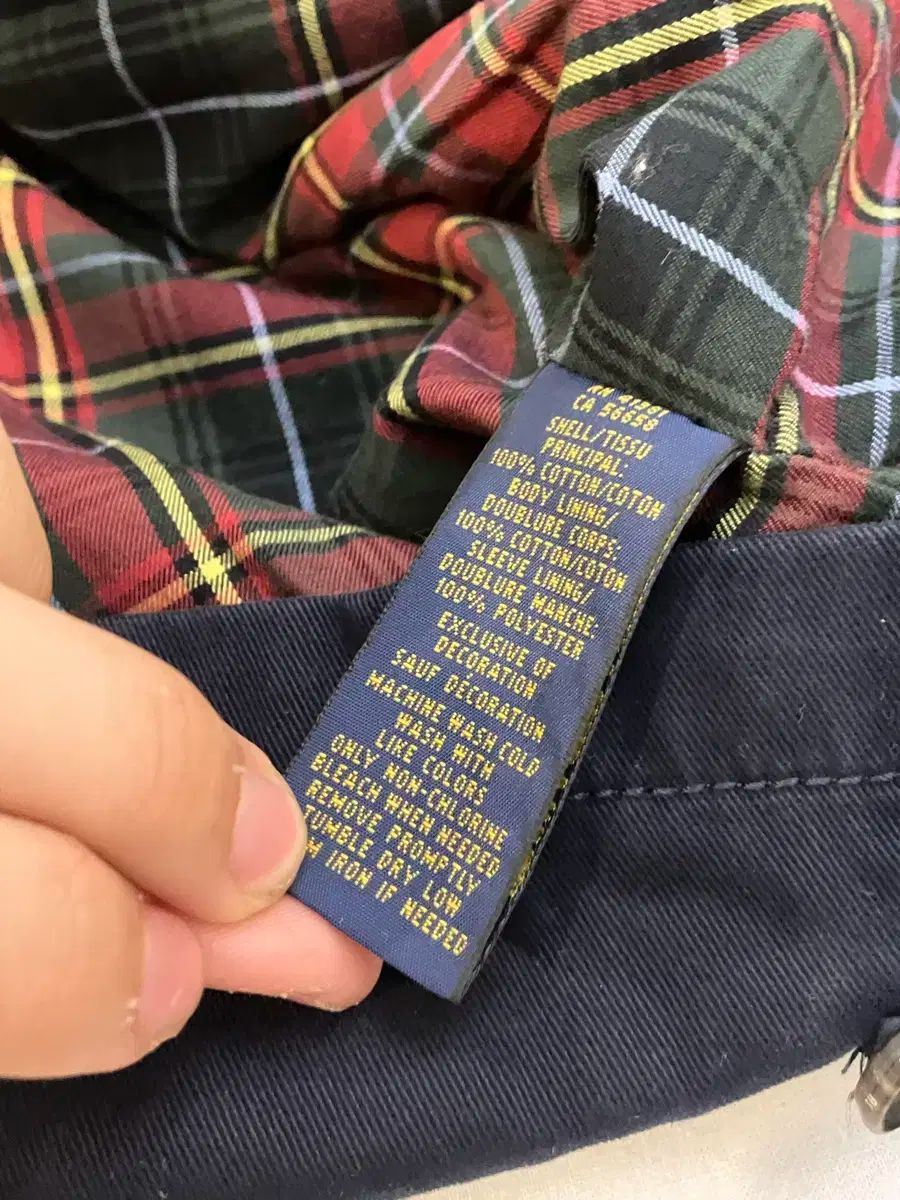 RN 41381
CA 56658
SHELL/TISSU
PRINCIPAL:
100% COTTON/COTON
BODY LINING/
DOUBLURE CORPS:
100% COTTON/COTON
SLEEVE LINING/
DOUBLURE MANCHE:
100% POLYESTER
EXCLUSIVE OF
DECORATION
SAUF DÉCORATION
MACHINE WASH COLD
WASH WITH
LIKE COLORS
ONLY NON-CHLORINE
BLEACH WHEN NEEDED
REMOVE PROMPTLY
TUMBLE DRY LOW
IRON IF NEEDED